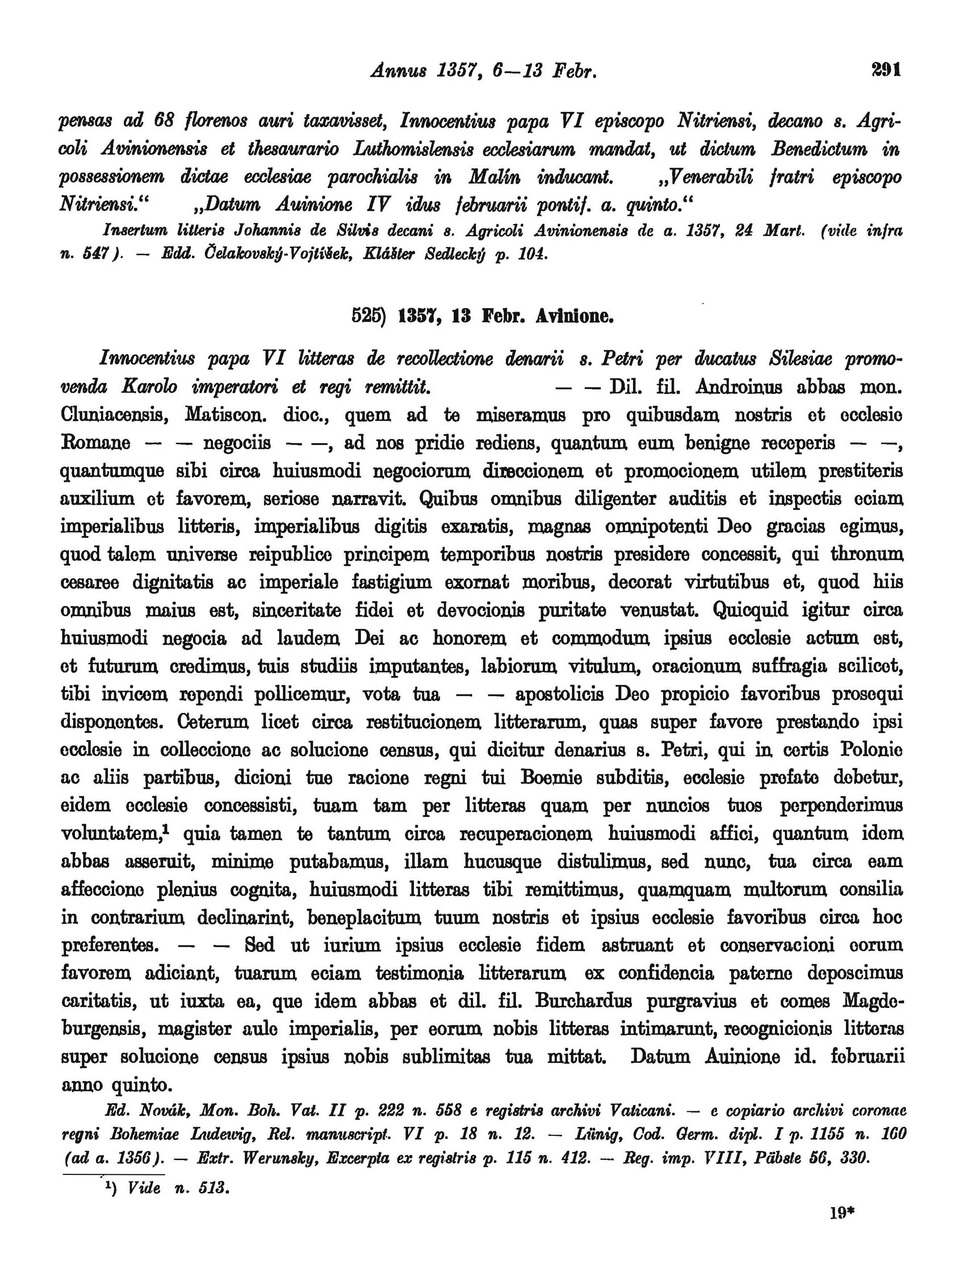 Annus 1357, 6—13 Febr. 291
pensas ad 68 florenos auri taxavisset, Innocentius papa VI episcopo Nitriensi, decano s. Agri-
coli Avinionensis et thesaurario Luthomislensis ecclesiarum mandat, ut dictum Benedictum in
possessionem dictae ecclesiae parochialis in Malín inducant. „Venerabili fratri episcopo
Nitriensi.“ „Datum Auinione IV idus februarii pontif. a. quinto.“
Insertum litteris Johannis de Silvis decani s. Agricoli Avinionensis de a. 1357, 24 Mart. (vide infra
n. 547). — Edd. Čelakovský-Vojtíšek, Klášter Sedlecký p. 104.
525) 1357, 13 Febr. Avinione.
Innocentius papa VI litteras de recollectione denarii s. Petri per ducatus Silesiae promo-
venda Karolo imperatori et regi remittit. — — Dil. fil. Androinus abbas mon.
Cluniacensis, Matiscon. dioc., quem ad te miseramus pro quibusdam nostris et ecclesie
Romane — — negociis — —, ad nos pridie rediens, quantum eum benigne receperis — —,
quantumque sibi circa huiusmodi negociorum direccionem et promocionem utilem prestiteris
auxilium et favorem, seriose narravit. Quibus omnibus diligenter auditis et inspectis eciam
imperialibus litteris, imperialibus digitis exaratis, magnas omnipotenti Deo gracias egimus,
quod talem universe reipublice principem temporibus nostris presidere concessit, qui thronum
cesaree dignitatis ac imperiale fastigium exornat moribus, decorat virtutibus et, quod hiis
omnibus maius est, sinceritate fidei et devocionis puritate venustat. Quicquid igitur circa
huiusmodi negocia ad laudem Dei ac honorem et commodum ipsius ecclesie actum est,
et futurum credimus, tuis studiis imputantes, labiorum vitulum, oracionum suffragia scilicet,
tibi invicem rependi pollicemur, vota tua — — apostolicis Deo propicio favoribus prosequi
disponentes. Ceterum licet circa restitucionem litterarum, quas super favore prestando ipsi
ecclesie in colleccione ac solucione census, qui dicitur denarius s. Petri, qui in certis Polonie
ac aliis partibus, dicioni tue racione regni tui Boemie subditis, ecclesie prefate debetur,
eidem ecclesie concessisti, tuam tam per litteras quam per nuncios tuos perpenderimus
voluntatem,¹ quia tamen te tantum circa recuperacionem huiusmodi affici, quantum idem
abbas asseruit, minime putabamus, illam hucusque distulimus, sed nunc, tua circa eam
affeccione plenius cognita, huiusmodi litteras tibi remittimus, quamquam multorum consilia
in contrarium declinarint, beneplacitum tuum nostris et ipsius ecclesie favoribus circa hoc
preferentes. — — Sed ut iurium ipsius ecclesie fidem astruant et conservacioni eorum
favorem adiciant, tuarum eciam testimonia litterarum ex confidencia paterne deposcimus
caritatis, ut iuxta ea, que idem abbas et dil. fil. Burchardus purgravius et comes Magde-
burgensis, magister aule imperialis, per eorum nobis litteras intimarunt, recognicionis litteras
super solucione census ipsius nobis sublimitas tua mittat. Datum Auinione id. februarii
anno quinto.
Ed. Novák, Mon. Boh. Vat. II p. 222 n. 558 e registris archivi Vaticani. — e copiario archivi coronae
regni Bohemiae Ludewig, Rel. manuscript. VI p. 18 n. 12. — Lünig, Cod. Germ. dipl. I p. 1155 n. 160
(ad a. 1356). — Extr. Werunsky, Excerpta ex registris p. 115 n. 412. — Reg. imp. VIII, Päbste 56, 330.
¹) Vide n. 513.
19*